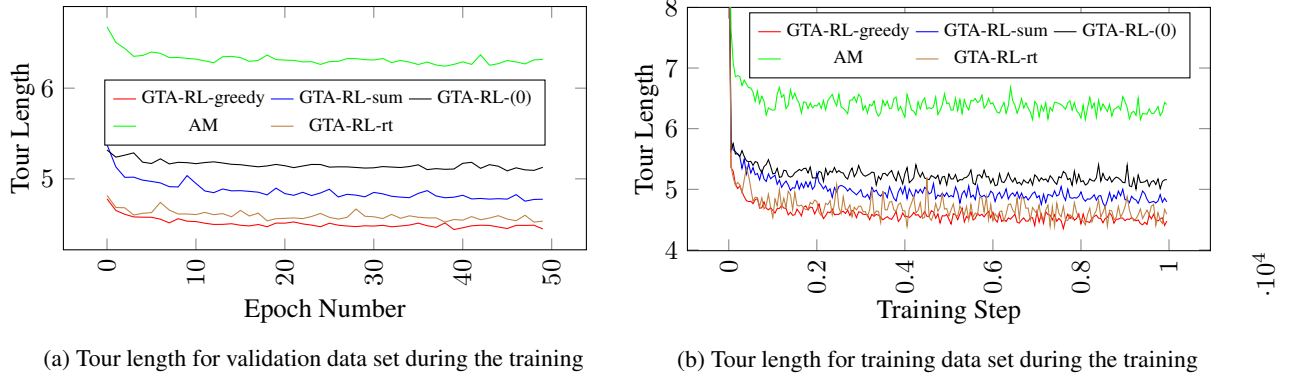 6
5
Tour Length
GTA-RL-greedy GTA-RL-sum GTA-RL-(0)
AM GTA-RL-rt
0
10
20
30
40
50
Epoch Number
(a) Tour length for validation data set during the training
8
7
6
5
4
Tour Length
GTA-RL-greedy GTA-RL-sum GTA-RL-(0)
AM GTA-RL-rt
0
0.2
0.4
0.6
0.8
1
·10⁴
Training Step
(b) Tour length for training data set during the training